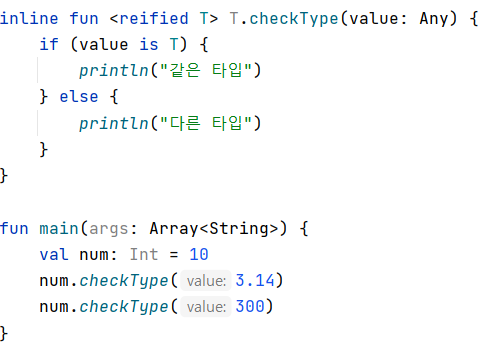 inline fun <reified T> T.checkType(value: Any) {
    if (value is T) {
        println("같은 타입")
    } else {
        println("다른 타입")
    }
}

fun main(args: Array<String>) {
    val num: Int = 10
    num.checkType( value: 3.14)
    num.checkType( value: 300)
}